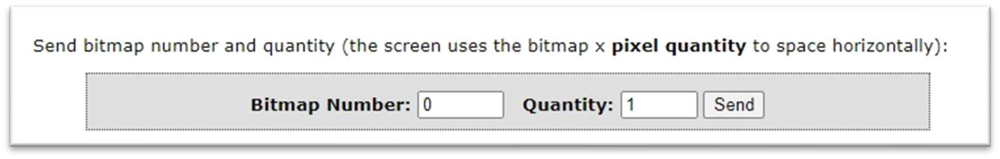 Send bitmap number and quantity (the screen uses the bitmap x pixel quantity to space horizontally):
Bitmap Number: 0 Quantity: 1 Send